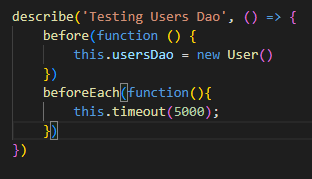 describe('Testing Users Dao', () => {
    before(function () {
        this.usersDao = new User()
    })
    beforeEach(function(){
        this.timeout(5000);
    })
})